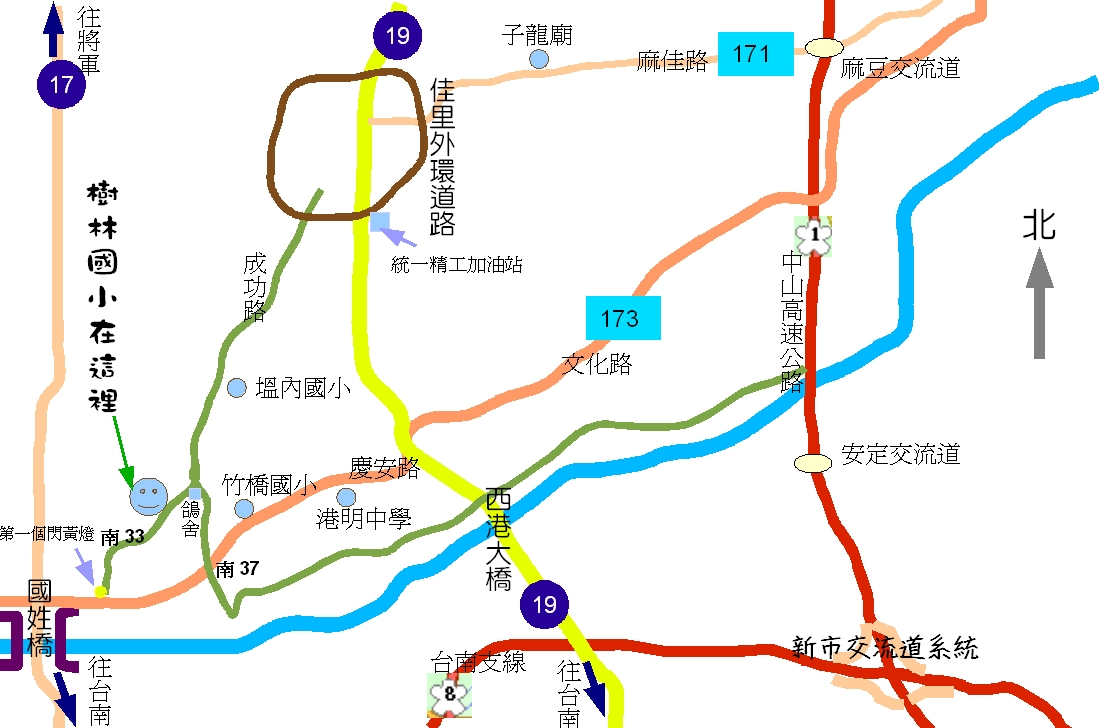 往將軍
17
19
子龍廟
麻佳路
171
麻豆交流道
佳里外環道路
樹林國小在這裡
統一精工加油站
成功路
1
中山高速公路
北
173
文化路
塭內國小
慶安路
安定交流道
竹橋國小
港明中學
鴿舍
第一個閃黃燈
南 33
南 37
西港大橋
國姓橋
19
往台南
台南支線
8
往台南
新市交流道系統